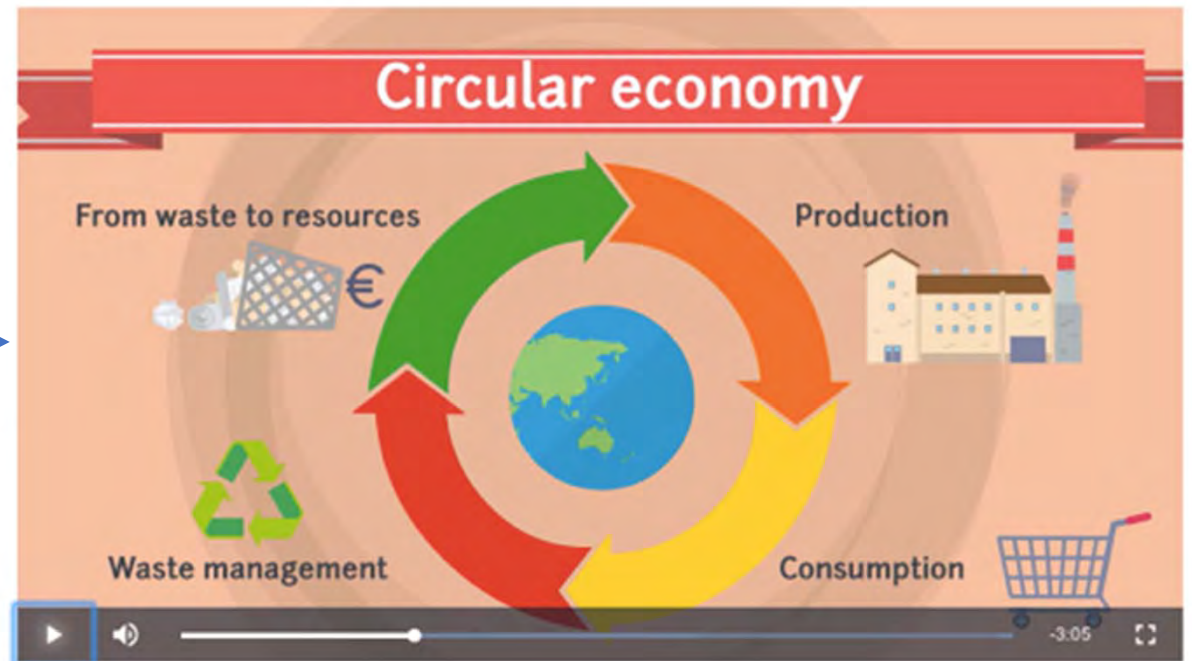 Circular economy
From waste to resources
€
Production
Waste management
Consumption
-3:05